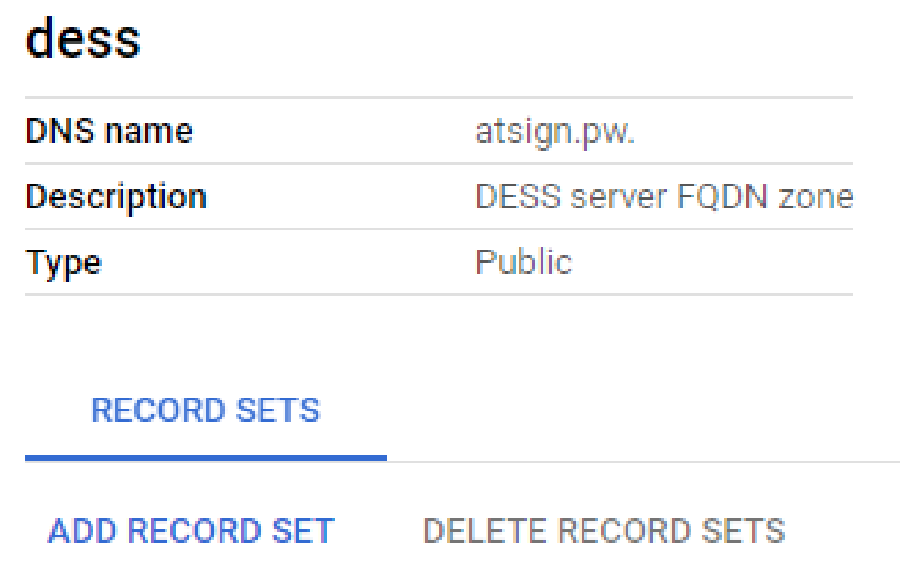 dess
DNS name atsign.pw.
Description DESS server FQDN zone
Type Public
RECORD SETS
ADD RECORD SET DELETE RECORD SETS